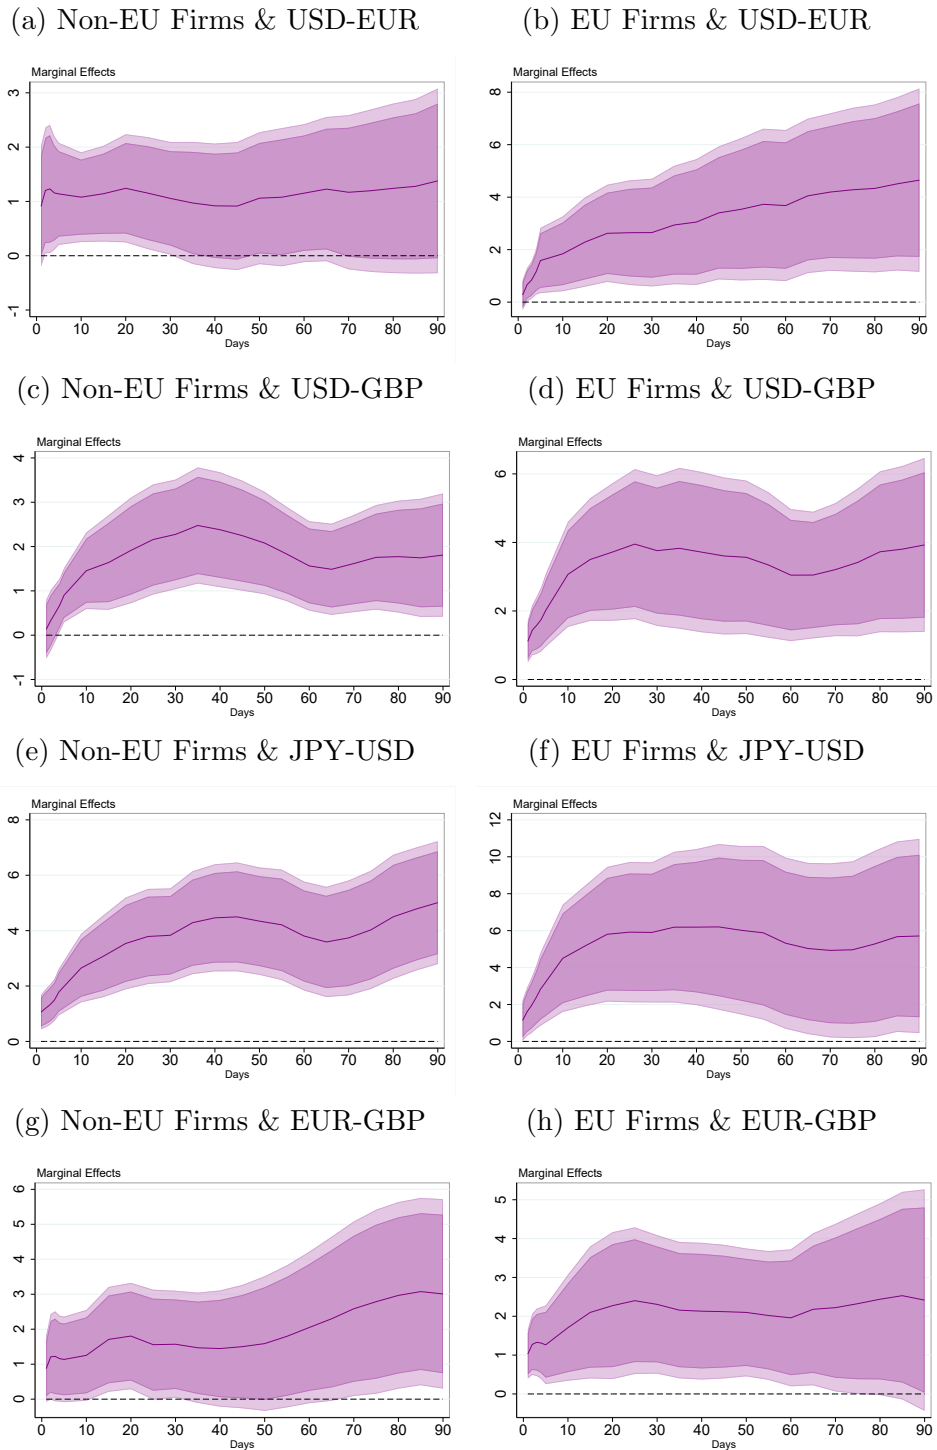 (a) Non-EU Firms & USD-EUR
Marginal Effects
3
2
1
0
-1
0 10 20 30 40 50 60 70 80 90
Days
(b) EU Firms & USD-EUR
Marginal Effects
8
6
4
2
0
0 10 20 30 40 50 60 70 80 90
Days
(c) Non-EU Firms & USD-GBP
Marginal Effects
4
3
2
1
0
-1
0 10 20 30 40 50 60 70 80 90
Days
(d) EU Firms & USD-GBP
Marginal Effects
6
4
2
0
0 10 20 30 40 50 60 70 80 90
Days
(e) Non-EU Firms & JPY-USD
Marginal Effects
8
6
4
2
0
0 10 20 30 40 50 60 70 80 90
Days
(f) EU Firms & JPY-USD
Marginal Effects
12
10
8
6
4
2
0
0 10 20 30 40 50 60 70 80 90
Days
(g) Non-EU Firms & EUR-GBP
Marginal Effects
6
5
4
3
2
1
0
0 10 20 30 40 50 60 70 80 90
Days
(h) EU Firms & EUR-GBP
Marginal Effects
5
4
3
2
1
0
0 10 20 30 40 50 60 70 80 90
Days